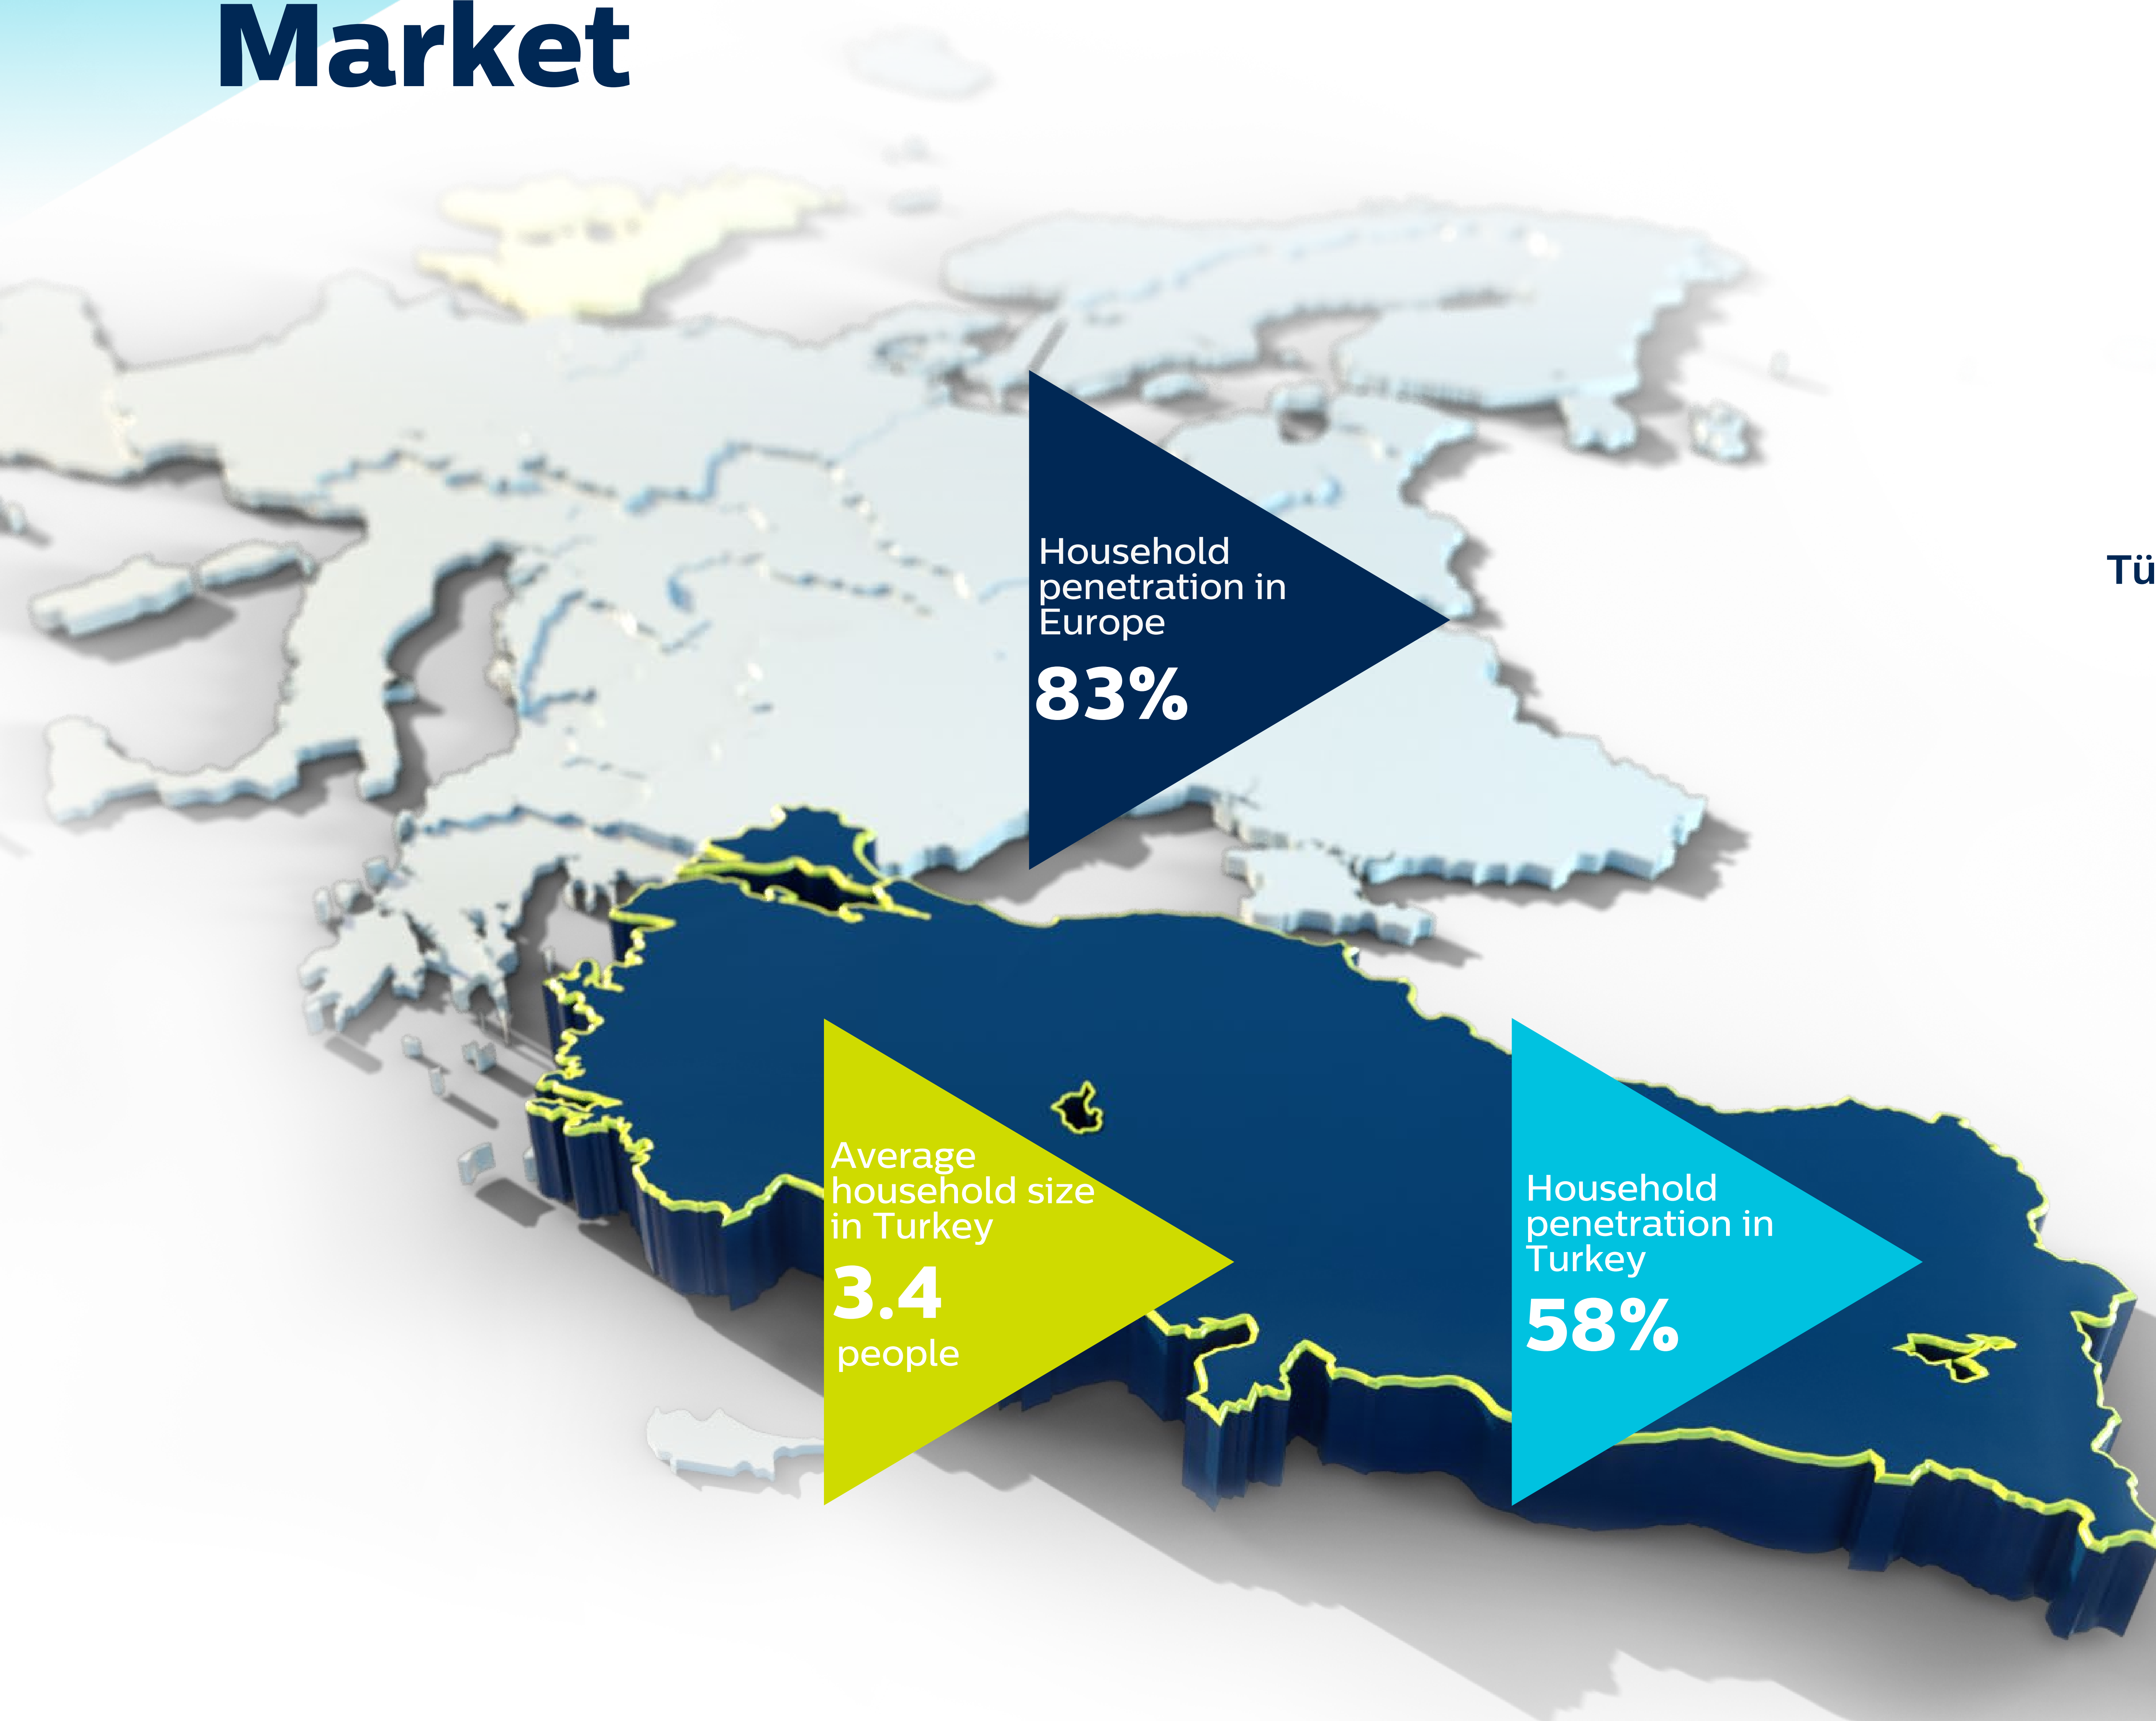 Market
Household
penetration in
Europe
83%
Tü
Average
household size
in Turkey
3.4
people
Household
penetration in
Turkey
58%